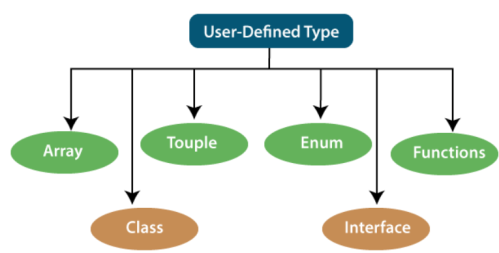 User-Defined Type
Array
Touple
Enum
Functions
Class
Interface